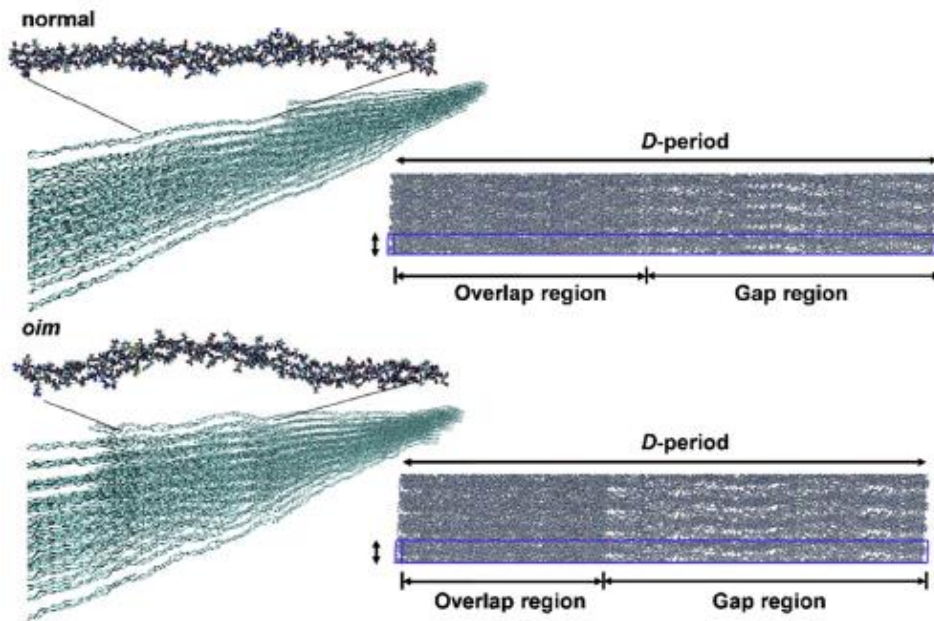 normal
D-period
Overlap region
Gap region
oim
D-period
Overlap region
Gap region